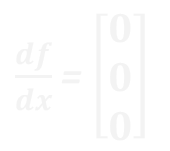 df/dx = [0 0 0]